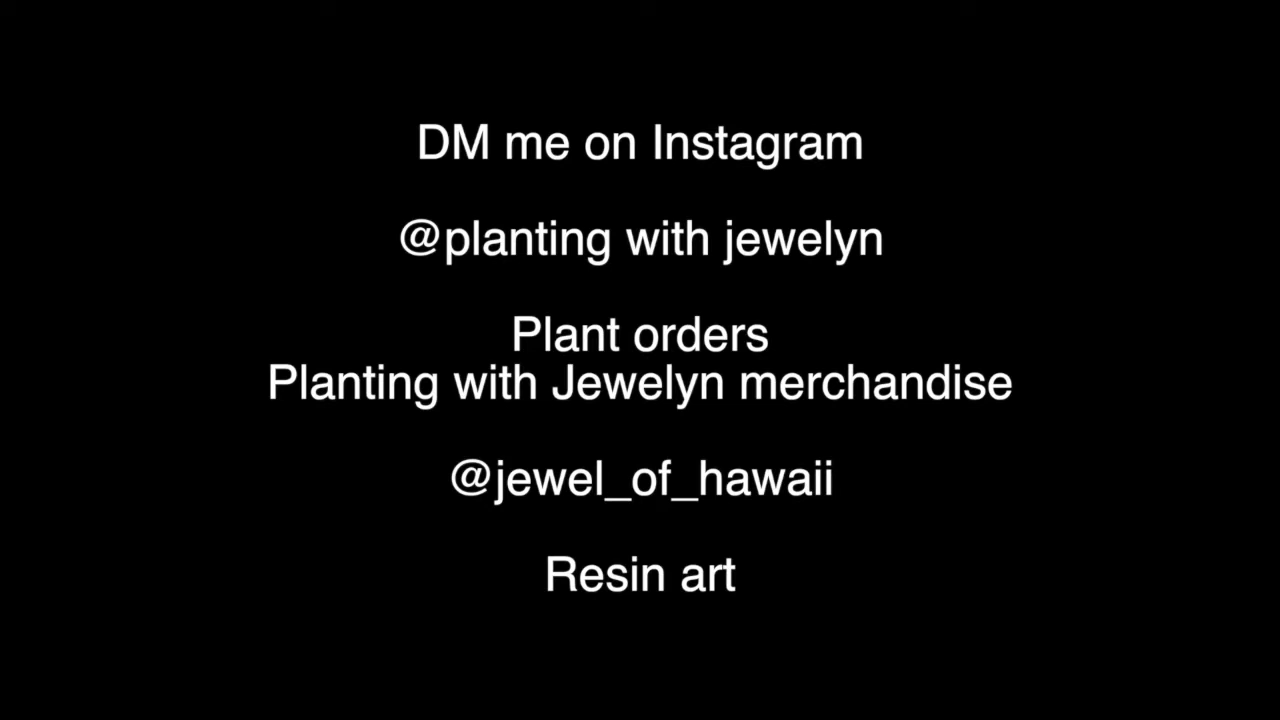 DM me on Instagram
@planting with jewelyn
Plant orders
Planting with Jewelyn merchandise
@jewel_of_hawaii
Resin art